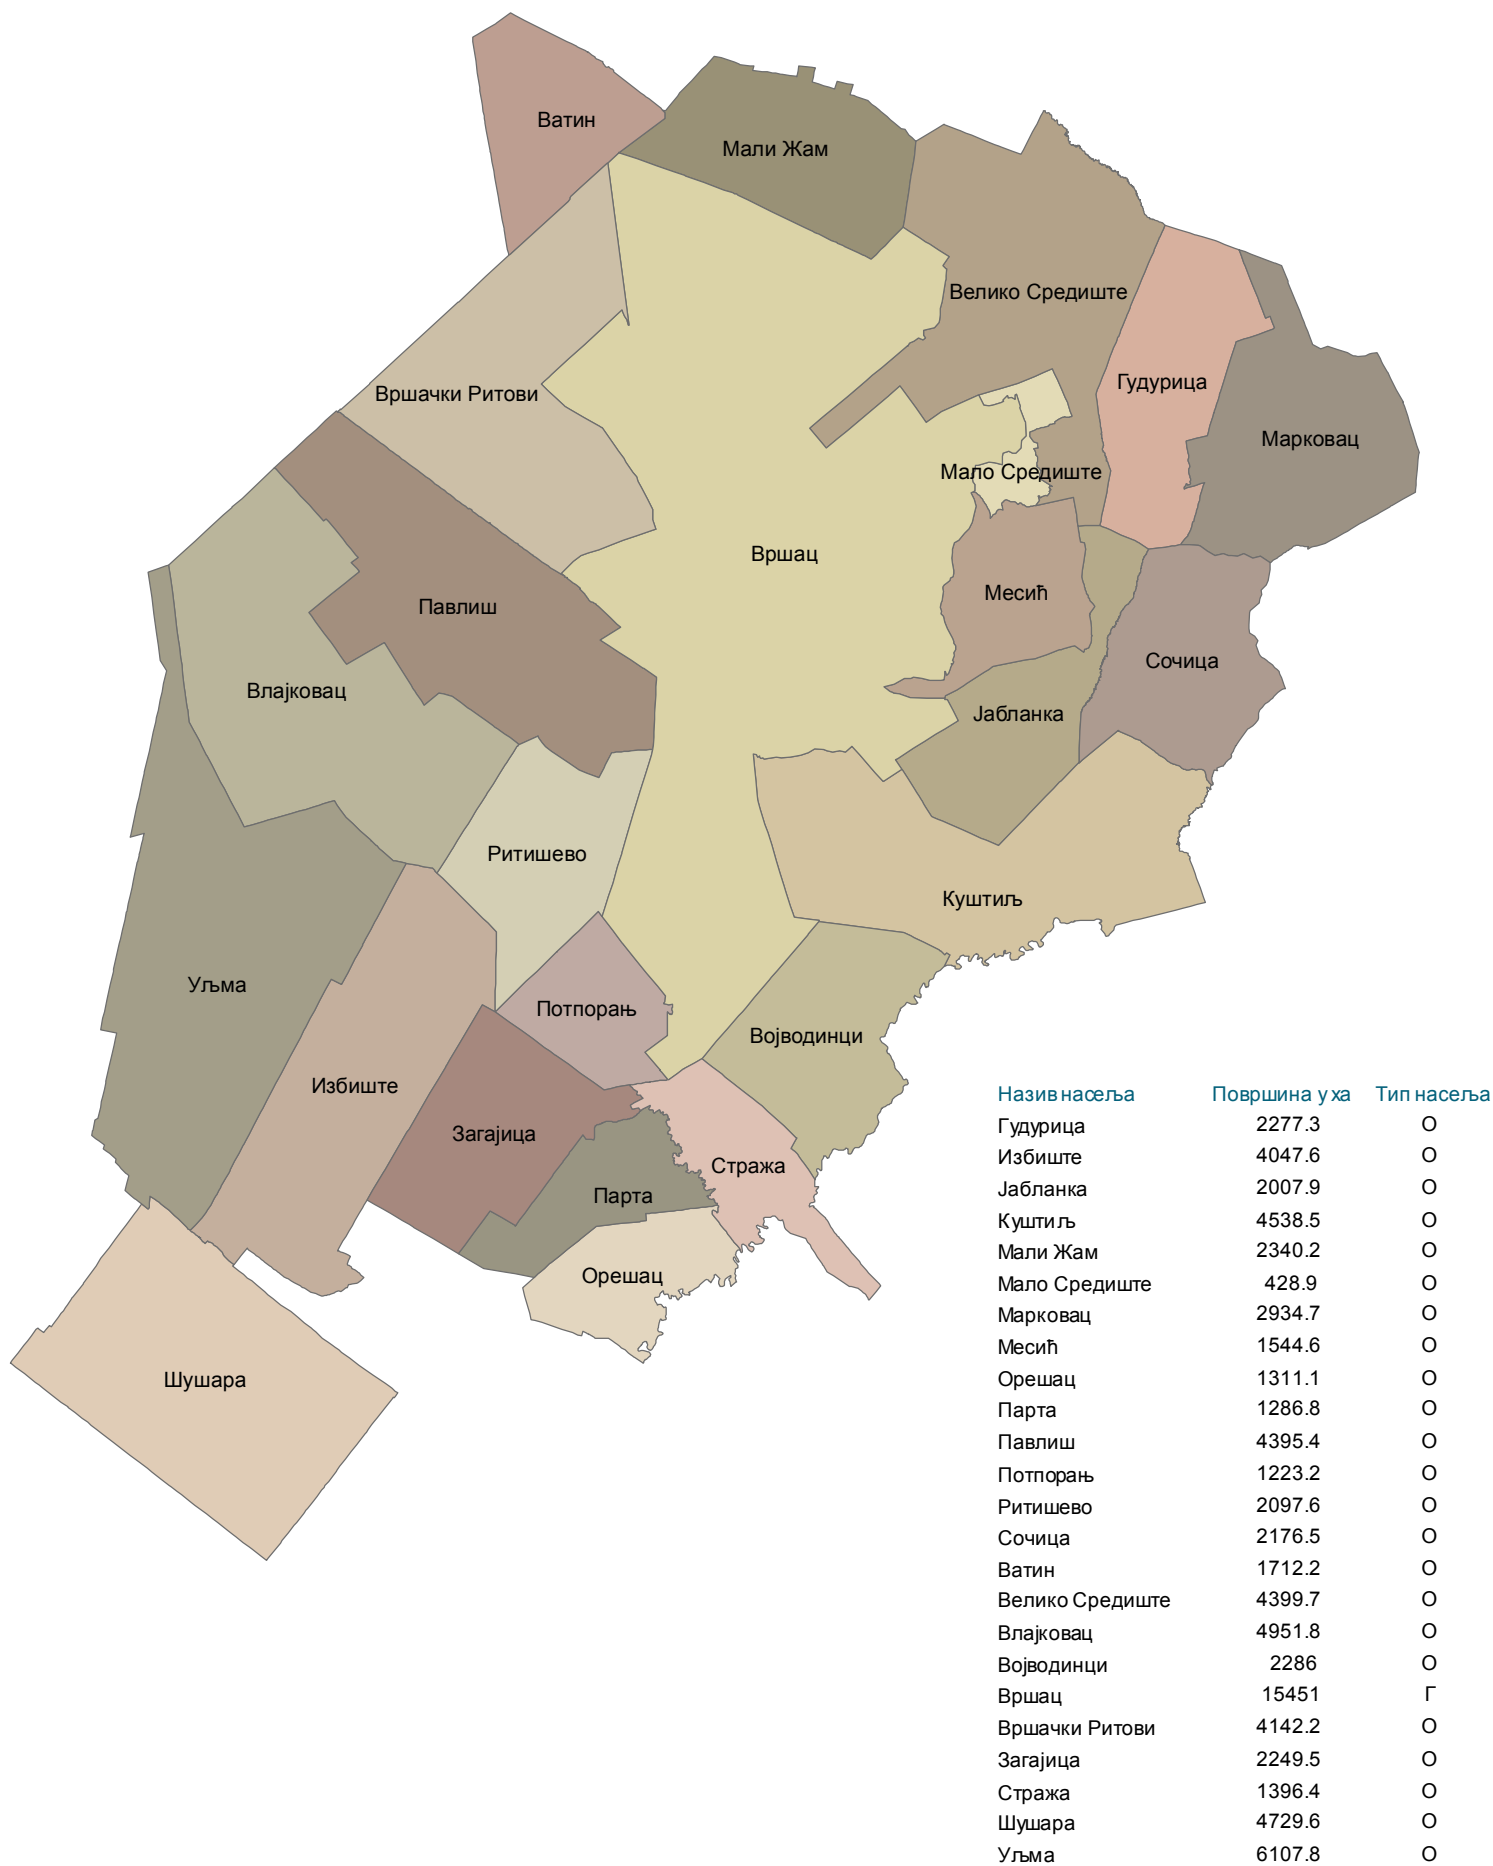 Ватин
Мали Жам
Велико Средиште
Гудурица
Вршачки Ритови
Марковац
Мало Средиште
Вршац
Месић
Павлиш
Сочица
Влајковац
Јабланка
Ритишево
Куштиљ
Уљма
Потпорањ
Војводинци
Избиште
Загајица
Стража
Парта
Орешац
Шушара
Назив насеља Површина у ха Тип насеља
Гудурица 2277.3 О
Избиште 4047.6 О
Јабланка 2007.9 О
Куштиљ 4538.5 О
Мали Жам 2340.2 О
Мало Средиште 428.9 О
Марковац 2934.7 О
Месић 1544.6 О
Орешац 1311.1 О
Парта 1286.8 О
Павлиш 4395.4 О
Потпорањ 1223.2 О
Ритишево 2097.6 О
Сочица 2176.5 О
Ватин 1712.2 О
Велико Средиште 4399.7 О
Влајковац 4951.8 О
Војводинци 2286 О
Вршац 15451 Г
Вршачки Ритови 4142.2 О
Загајица 2249.5 О
Стража 1396.4 О
Шушара 4729.6 О
Уљма 6107.8 О